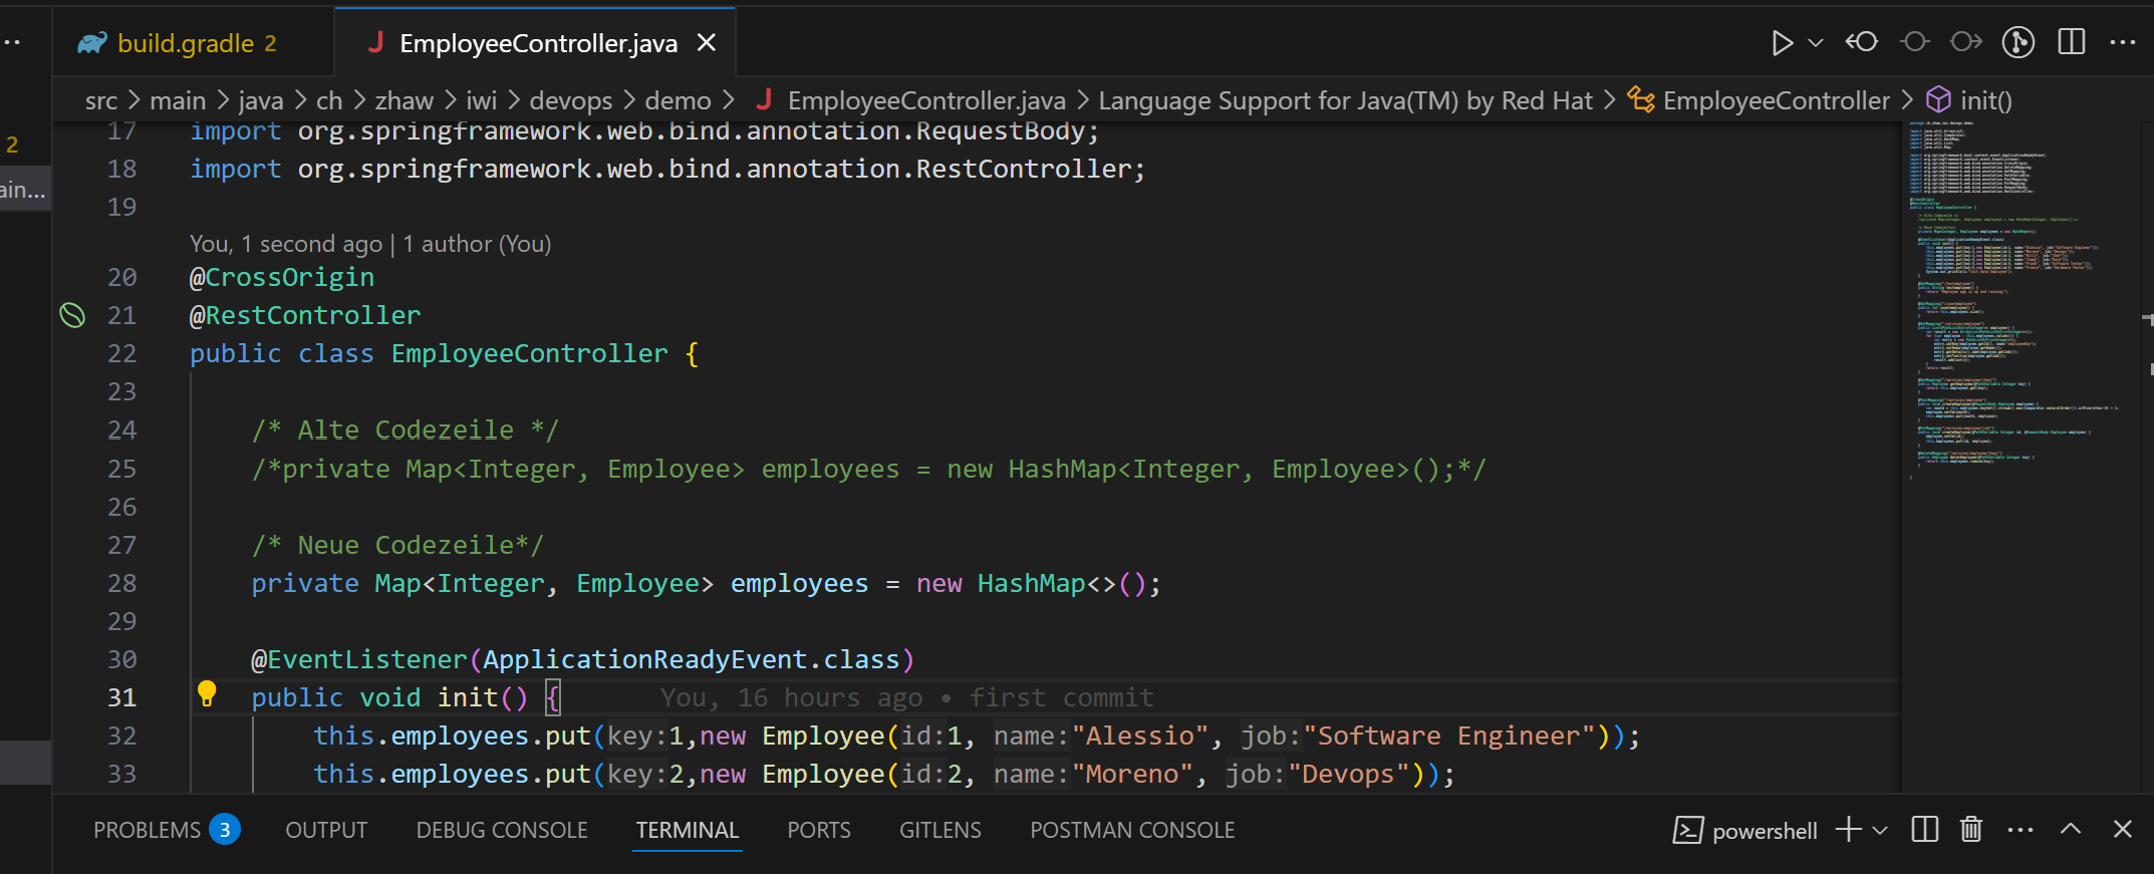 build.gradle 2
EmployeeController.java
src > main > java > ch > zhaw > iwi > devops > demo > J EmployeeController.java > Language Support for Java(TM) by Red Hat > EmployeeController > init()
2
ain...
17 import org.springframework.web.bind.annotation.RequestBody;
18 import org.springframework.web.bind.annotation.RestController;
19
You, 1 second ago | 1 author (You)
20 @CrossOrigin
21 @RestController
22 public class EmployeeController {
23
24 /* Alte Codezeile */
25 /*private Map<Integer, Employee> employees = new HashMap<Integer, Employee>();*/
26
27 /* Neue Codezeile*/
28 private Map<Integer, Employee> employees = new HashMap<>();
29
30 @EventListener(ApplicationReadyEvent.class)
31 public void init() { You, 16 hours ago • first commit
32 this.employees.put(key:1,new Employee(id:1, name:"Alessio", job:"Software Engineer"));
33 this.employees.put(key:2,new Employee(id:2, name:"Moreno", job:"Devops"));
PROBLEMS 3 OUTPUT DEBUG CONSOLE TERMINAL PORTS GITLENS POSTMAN CONSOLE
powershell